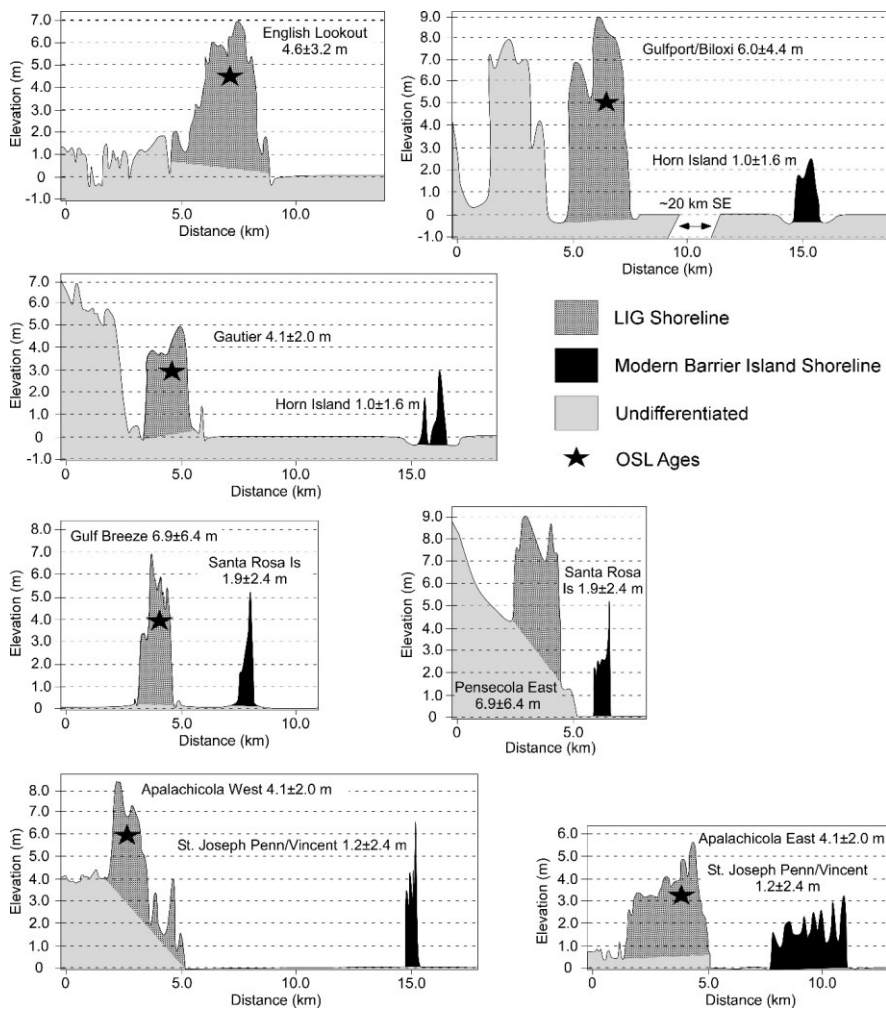 English Lookout
4.6±3.2 m
Elevation (m)
7.0
6.0
5.0
4.0
3.0
2.0
1.0
0
-1.0
0
5.0
10.0
Distance (km)
Gulfport/Biloxi 6.0±4.4 m
Horn Island 1.0±1.6 m
~20 km SE
Elevation (m)
9.0
8.0
7.0
6.0
5.0
4.0
3.0
2.0
1.0
0
-1.0
0
5.0
10.0
15.0
Distance (km)
Gautier 4.1±2.0 m
Horn Island 1.0±1.6 m
Elevation (m)
7.0
6.0
5.0
4.0
3.0
2.0
1.0
0
-1.0
0
5.0
10.0
15.0
Distance (km)
LIG Shoreline
Modern Barrier Island Shoreline
Undifferentiated
OSL Ages
Gulf Breeze 6.9±6.4 m
Santa Rosa Is
1.9±2.4 m
Elevation (m)
8.0
7.0
6.0
5.0
4.0
3.0
2.0
1.0
0
0
5.0
10.0
Distance (km)
Santa Rosa
Is 1.9±2.4 m
Pensecola East
6.9±6.4 m
Elevation (m)
9.0
8.0
7.0
6.0
5.0
4.0
3.0
2.0
1.0
0
0
5.0
Distance (km)
Apalachicola West 4.1±2.0 m
St. Joseph Penn/Vincent 1.2±2.4 m
Elevation (m)
8.0
7.0
6.0
5.0
4.0
3.0
2.0
1.0
0
0
5.0
10.0
15.0
Distance (km)
Apalachicola East 4.1±2.0 m
St. Joseph Penn/Vincent
1.2±2.4 m
Elevation (m)
6.0
5.0
4.0
3.0
2.0
1.0
0
0
5.0
10.0
Distance (km)